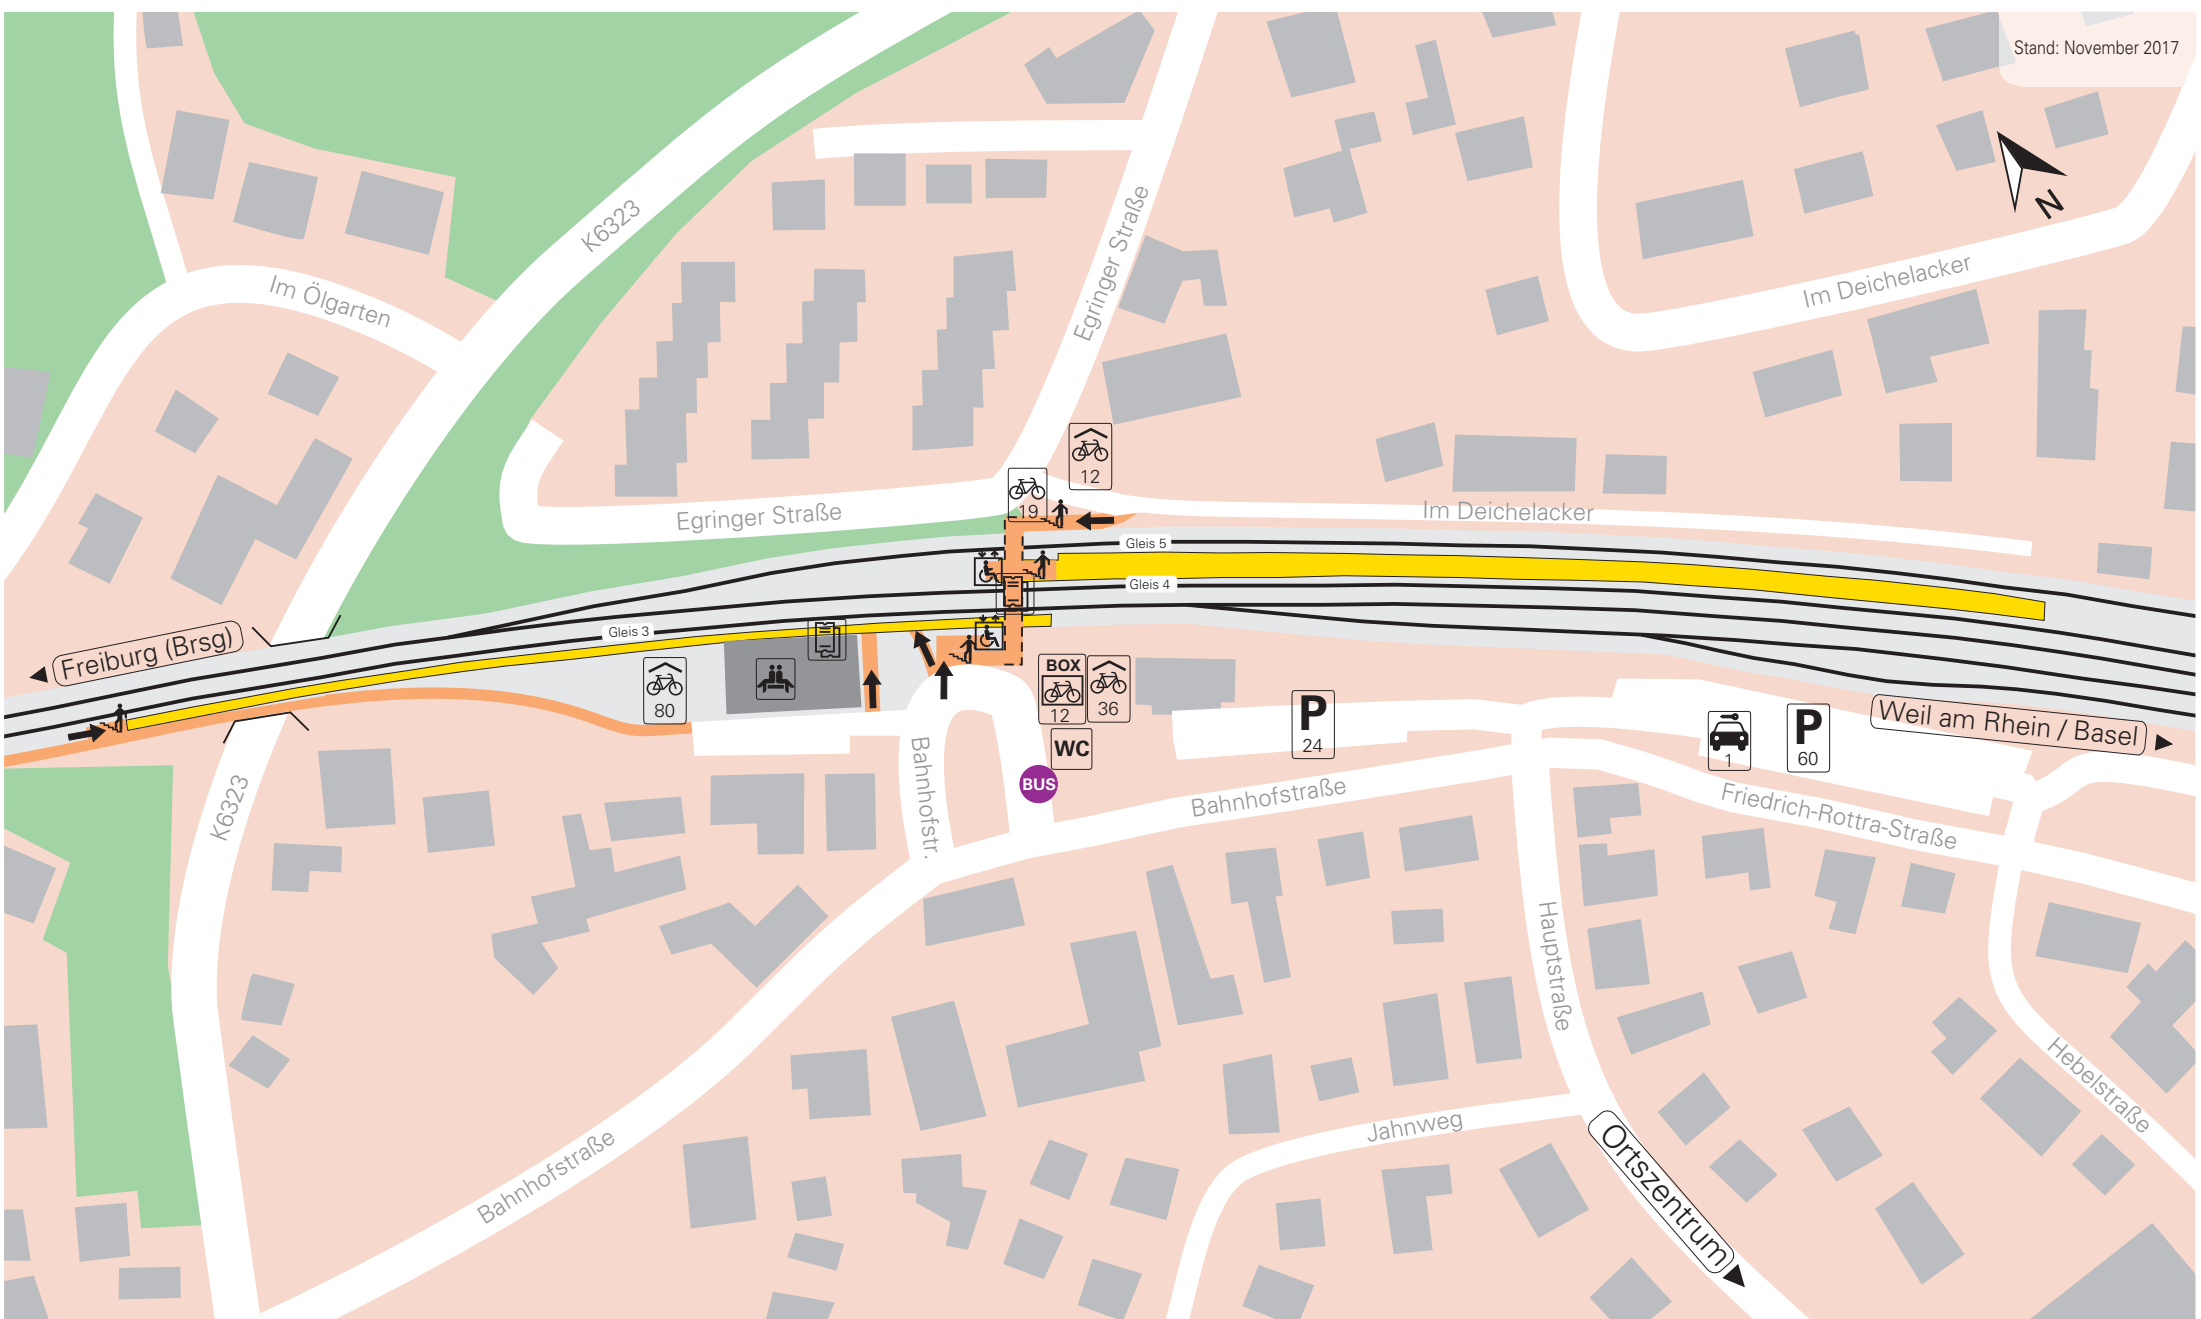 Stand: November 2017
N
K6323
Im Ölgarten
Egringer Straße
Im Deichelacker
12
19
Egringer Straße
Im Deichelacker
Gleis 5
Gleis 4
Gleis 3
Freiburg (Brsg)
80
BOX
12
36
WC
BUS
P
24
1
P
60
Weil am Rhein / Basel
K6323
Bahnhofstr.
Bahnhofstraße
Friedrich-Rottra-Straße
Hauptstraße
Hebelstraße
Jahnweg
Bahnhofstraße
Ortszentrum